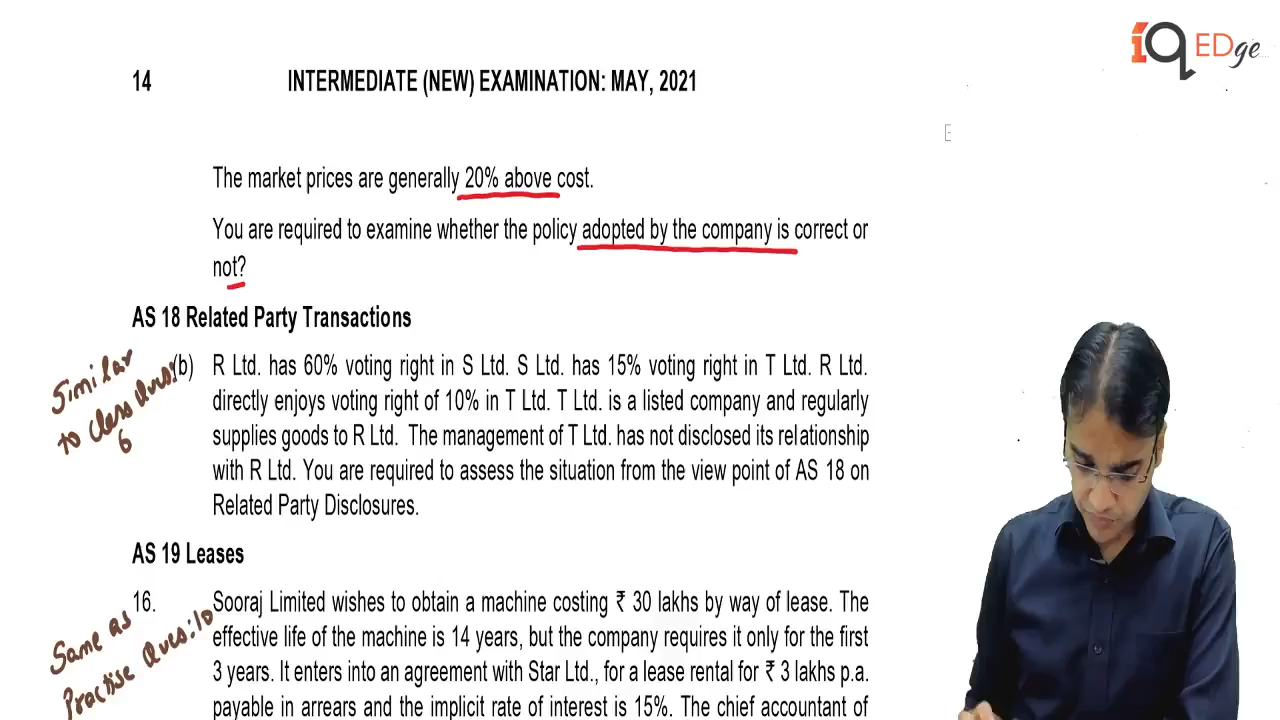 iQ EDge
14 INTERMEDIATE (NEW) EXAMINATION: MAY, 2021
E
The market prices are generally 20% above cost.
You are required to examine whether the policy adopted by the company is correct or
not?
AS 18 Related Party Transactions
Similar
to class Ques:
6
(b) R Ltd. has 60% voting right in S Ltd. S Ltd. has 15% voting right in T Ltd. R Ltd.
directly enjoys voting right of 10% in T Ltd. T Ltd. is a listed company and regularly
supplies goods to R Ltd. The management of T Ltd. has not disclosed its relationship
with R Ltd. You are required to assess the situation from the view point of AS 18 on
Related Party Disclosures.
AS 19 Leases
Same as
Practise Ques:10
16. Sooraj Limited wishes to obtain a machine costing ₹ 30 lakhs by way of lease. The
effective life of the machine is 14 years, but the company requires it only for the first
3 years. It enters into an agreement with Star Ltd., for a lease rental for ₹ 3 lakhs p.a.
payable in arrears and the implicit rate of interest is 15%. The chief accountant of